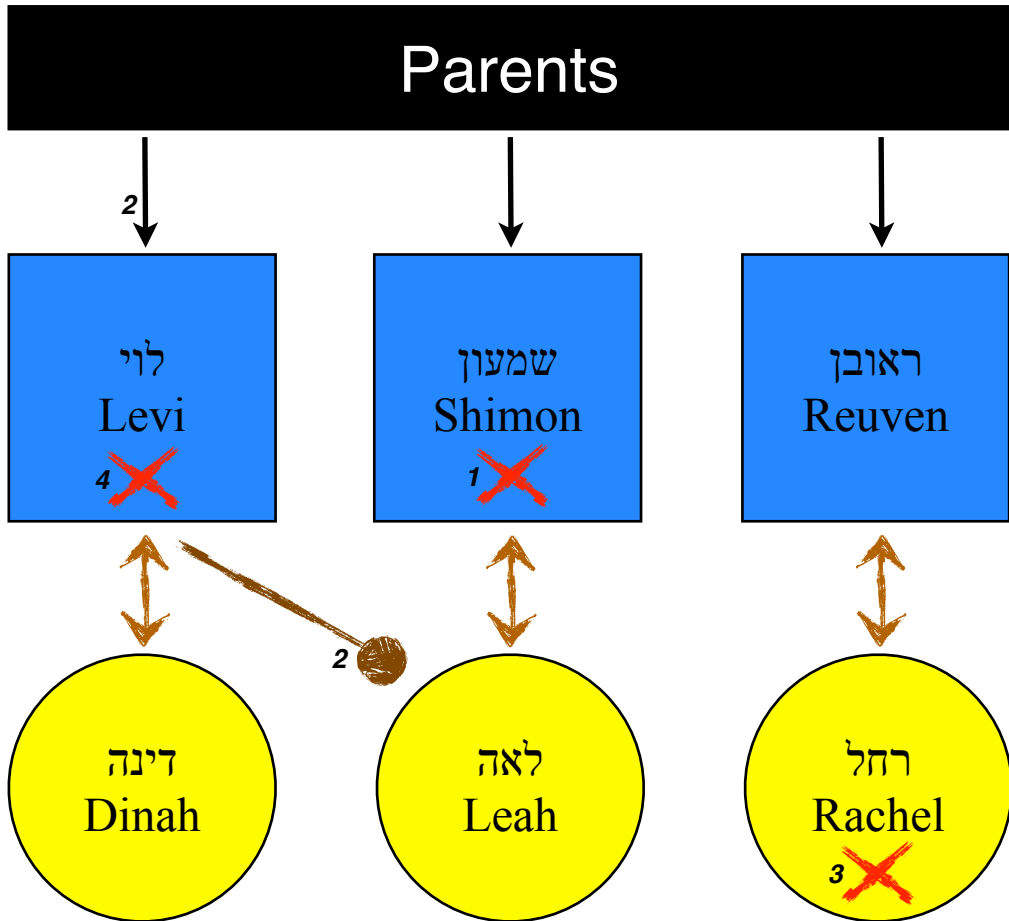 Parents
2
לוי
Levi
4
שמעון
Shimon
1
ראובן
Reuven
2
דינה
Dinah
לאה
Leah
רחל
Rachel
3